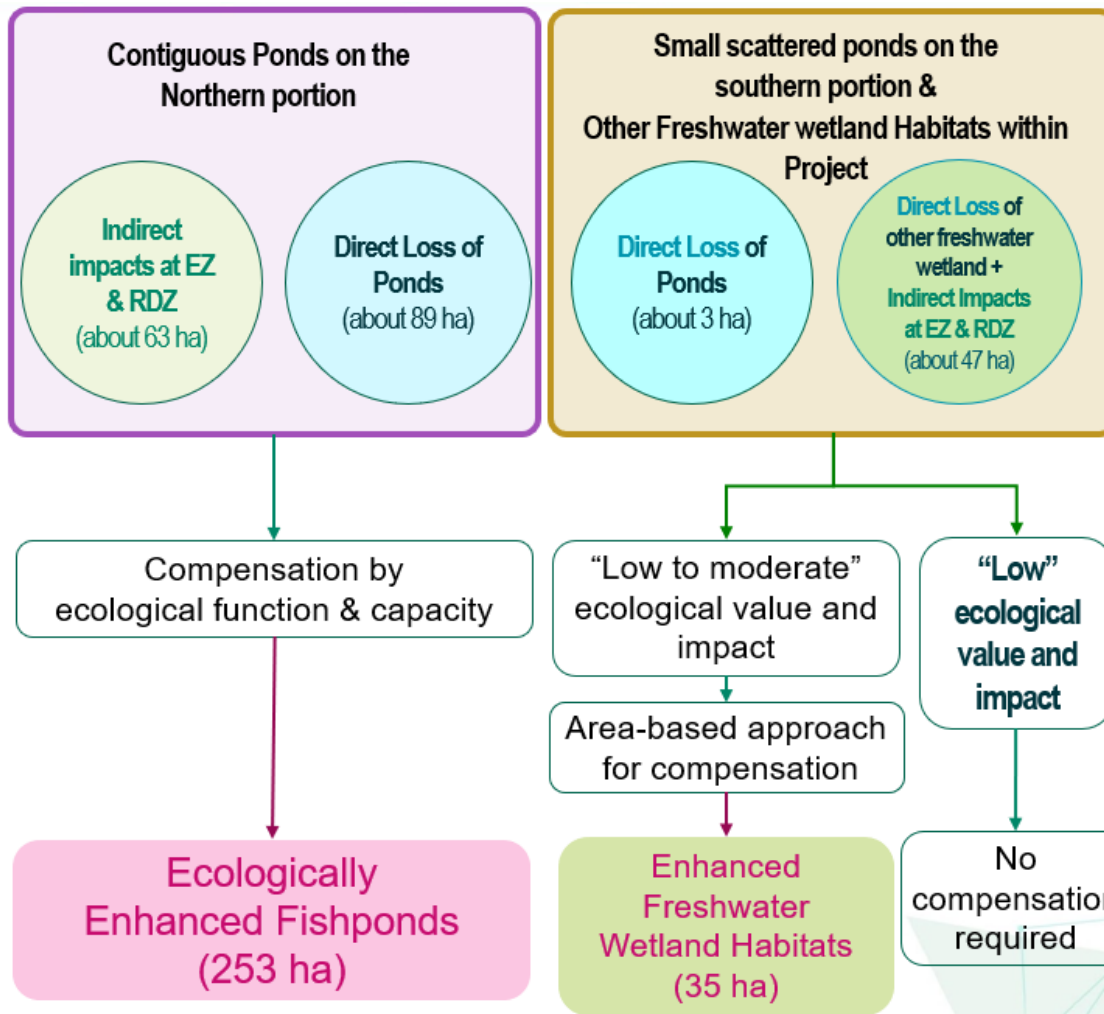 Contiguous Ponds on the
Northern portion
Indirect
impacts at EZ
& RDZ
(about 63 ha)
Direct Loss of
Ponds
(about 89 ha)
Small scattered ponds on the
southern portion &
Other Freshwater wetland Habitats within
Project
Direct Loss of
Ponds
(about 3 ha)
Direct Loss of
other freshwater
wetland +
Indirect Impacts
at EZ & RDZ
(about 47 ha)
Compensation by
ecological function & capacity
“Low to moderate”
ecological value and
impact
“Low”
ecological
value and
impact
Area-based approach
for compensation
Ecologically
Enhanced Fishponds
(253 ha)
Enhanced
Freshwater
Wetland Habitats
(35 ha)
No
compensation
required